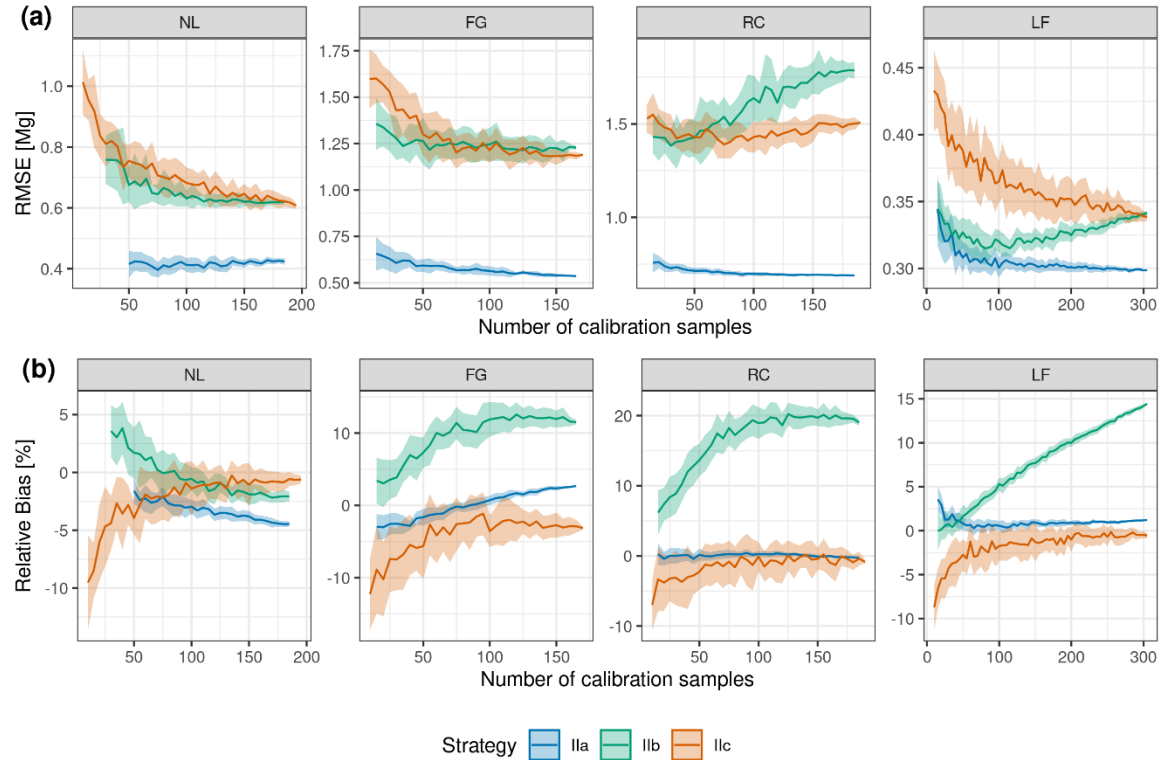 (a)
NL FG RC LF
RMSE [Mg]
1.0 0.8 0.6 0.4
1.75 1.50 1.25 1.00 0.75 0.50
1.5 1.0
0.45 0.40 0.35 0.30
50 100 150 200 50 100 150 50 100 150 0 100 200 300
Number of calibration samples
(b)
NL FG RC LF
Relative Bias [%]
5 0 -5 -10
10 0 -10
20 10 0 -10
15 10 5 0 -5 -10
50 100 150 200 50 100 150 50 100 150 0 100 200 300
Number of calibration samples
Strategy IIa IIb IIc